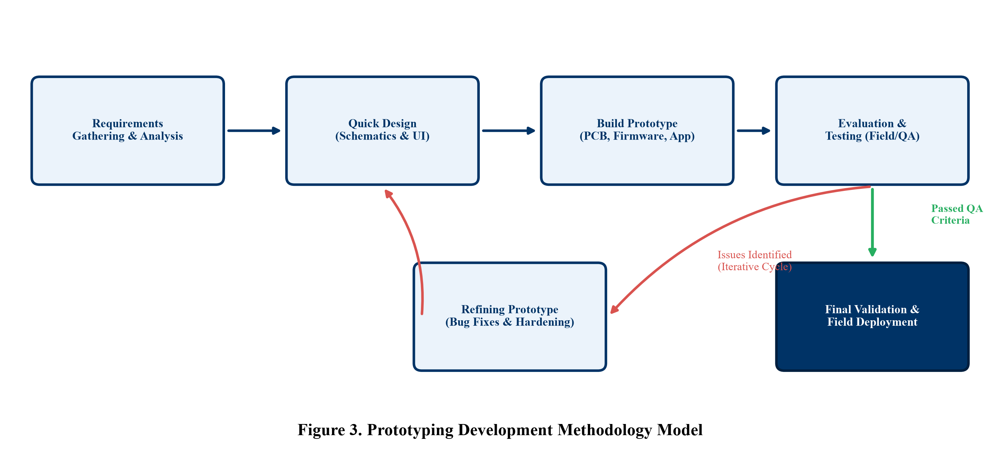 Requirements
Gathering & Analysis
Quick Design
(Schematics & UI)
Build Prototype
(PCB, Firmware, App)
Evaluation &
Testing (Field/QA)
Passed QA
Criteria
Issues Identified
(Iterative Cycle)
Refining Prototype
(Bug Fixes & Hardening)
Final Validation &
Field Deployment
Figure 3. Prototyping Development Methodology Model